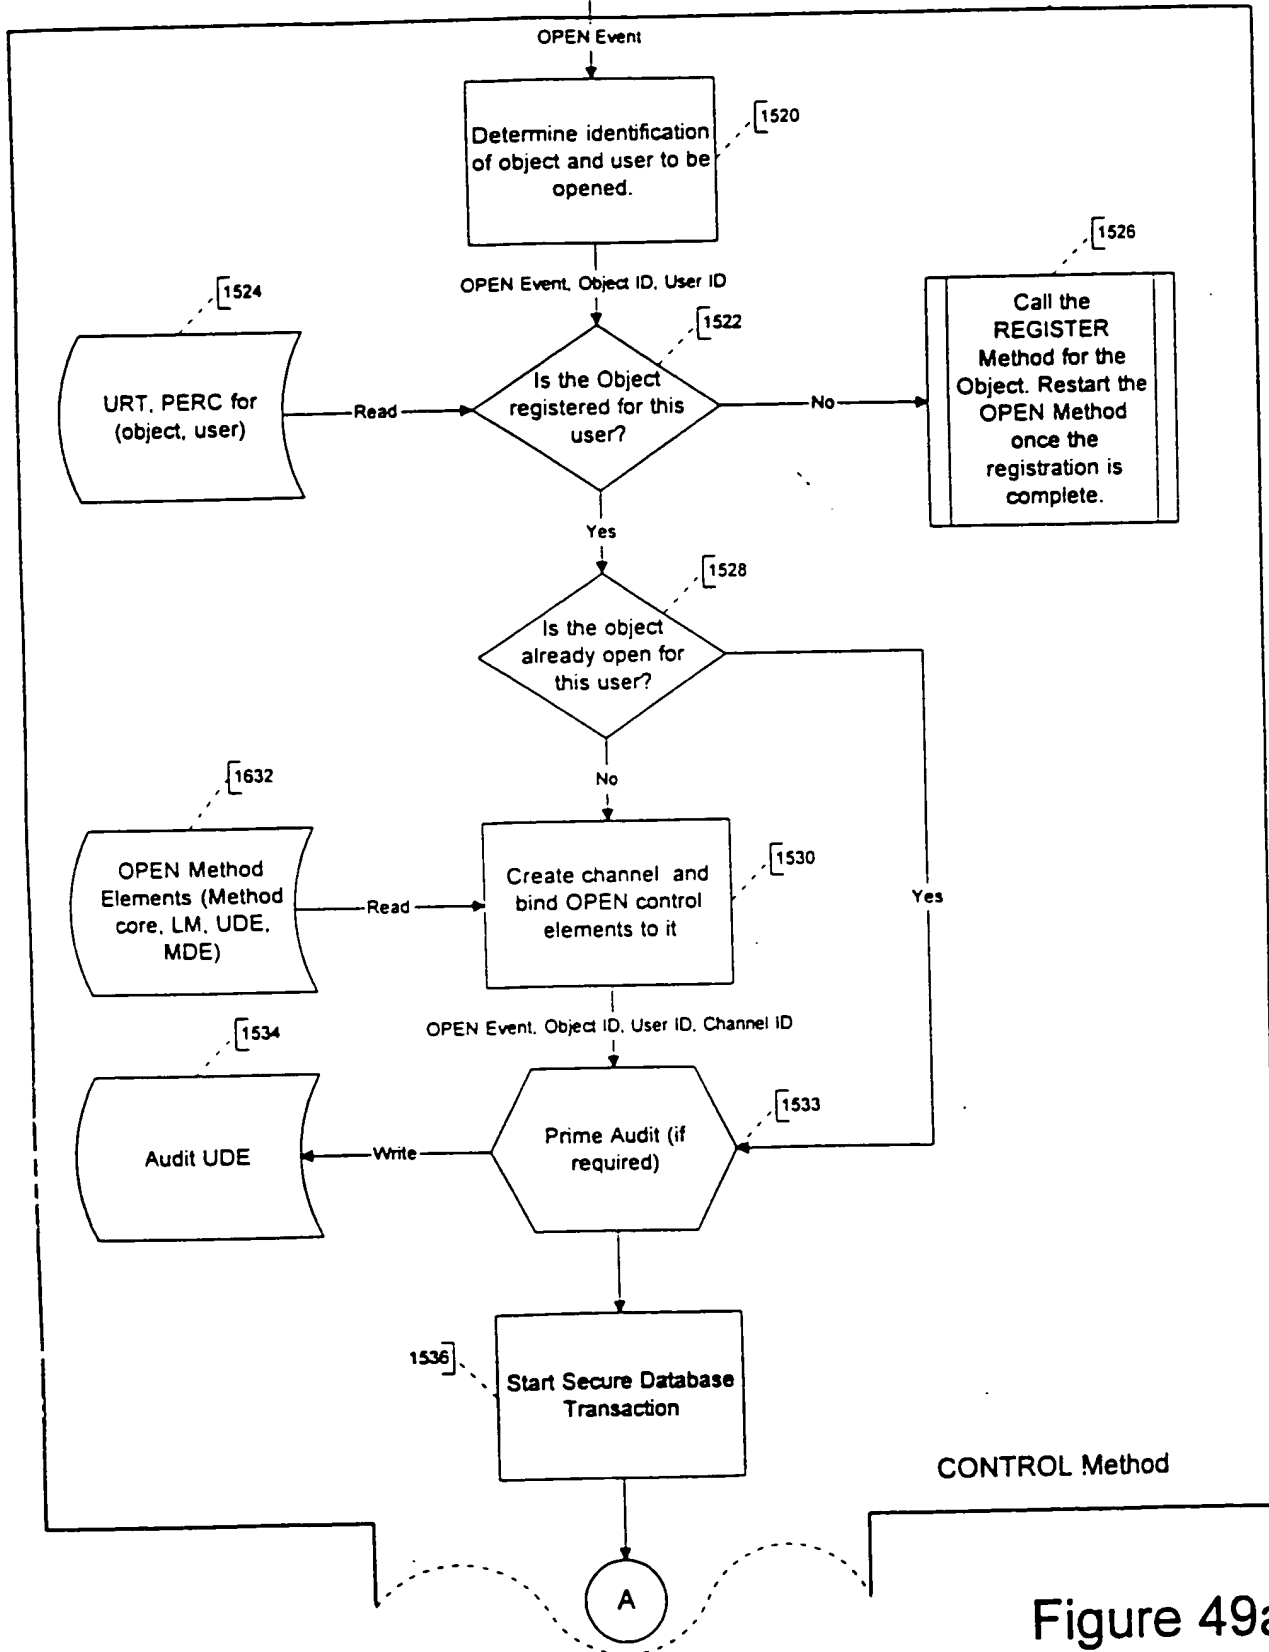 OPEN Event
1520
Determine identification
of object and user to be
opened.
1526
OPEN Event, Object ID, User ID
1524
1522
Call the
REGISTER
Method for the
Object. Restart the
OPEN Method
once the
registration is
complete.
Is the Object
registered for this
user?
URT, PERC for
(object, user)
Read
No
Yes
1528
Is the object
already open for
this user?
No
1632
OPEN Method
Elements (Method
core, LM, UDE,
MDE)
Read
Create channel and
bind OPEN control
elements to it
1530
Yes
OPEN Event, Object ID, User ID, Channel ID
1534
1533
Audit UDE
Write
Prime Audit (if
required)
1536
Start Secure Database
Transaction
CONTROL Method
A
Figure 49a